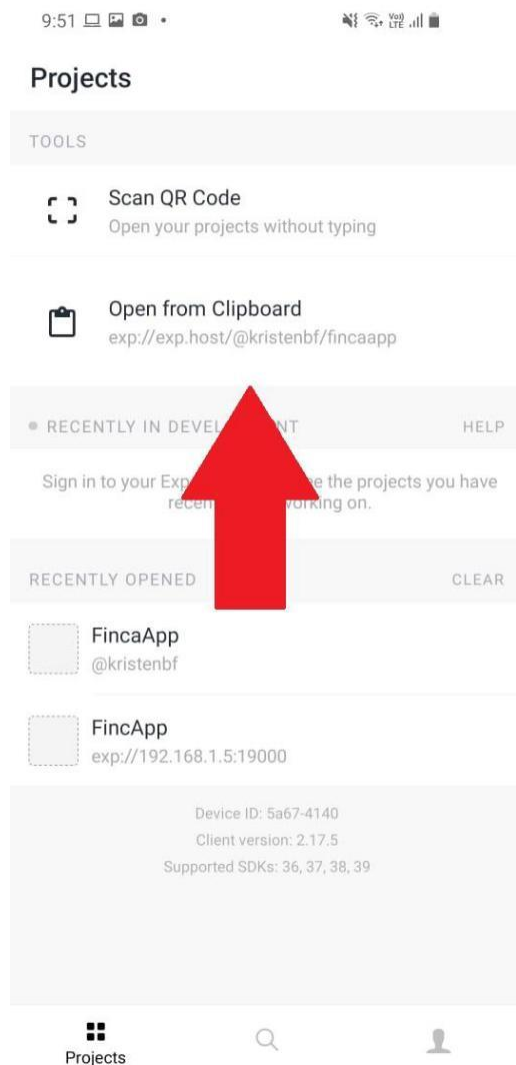 9:51
Vo)) LTE
Projects
TOOLS
Scan QR Code
Open your projects without typing
Open from Clipboard
exp://exp.host/@kristenbf/fincaapp
RECENTLY IN DEVEL NT HELP
Sign in to your Exp e the projects you have
recen orking on.
RECENTLY OPENED CLEAR
FincaApp
@kristenbf
FincApp
exp://192.168.1.5:19000
Device ID: 5a67-4140
Client version: 2.17.5
Supported SDKs: 36, 37, 38, 39
Projects